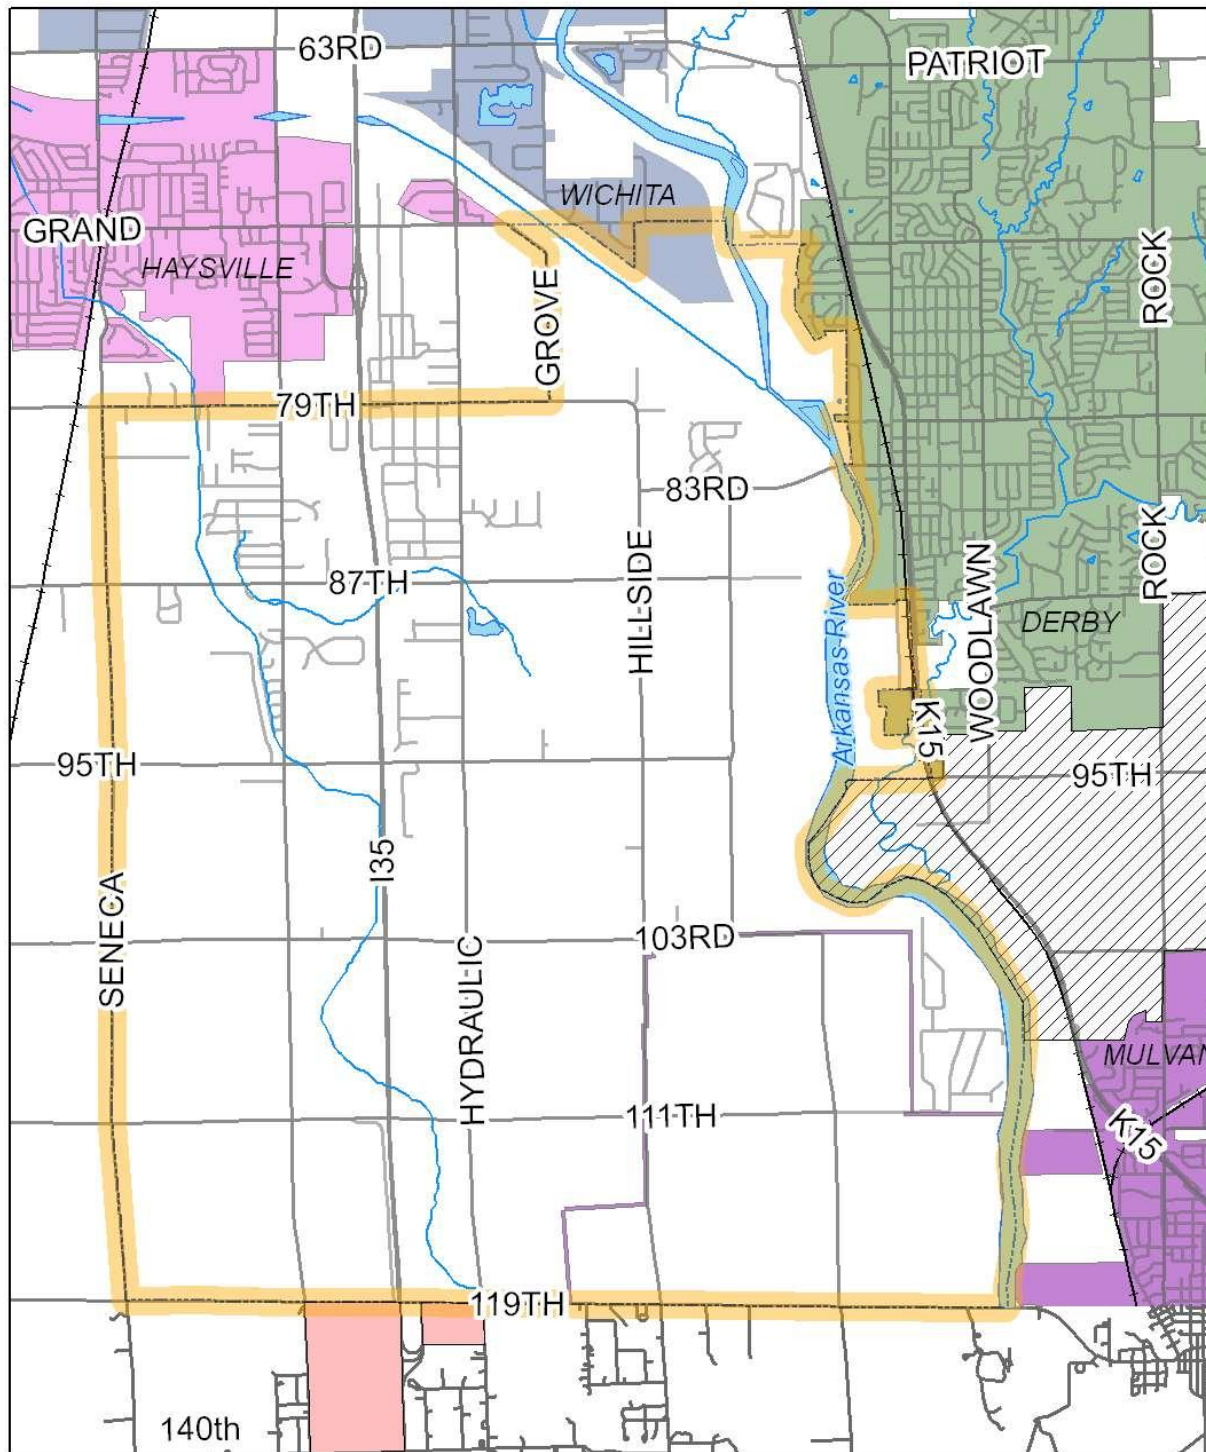 63RD
PATRIOT
WICHITA
GRAND
HAYSVILLE
ROCK
GROVE
79TH
83RD
HILLSIDE
87TH
ROCK
WOODLAWN
DERBY
Arkansas River
K15
95TH
95TH
I35
SENECA
103RD
HYDRAULIC
MULVAN
111TH
K15
119TH
140th